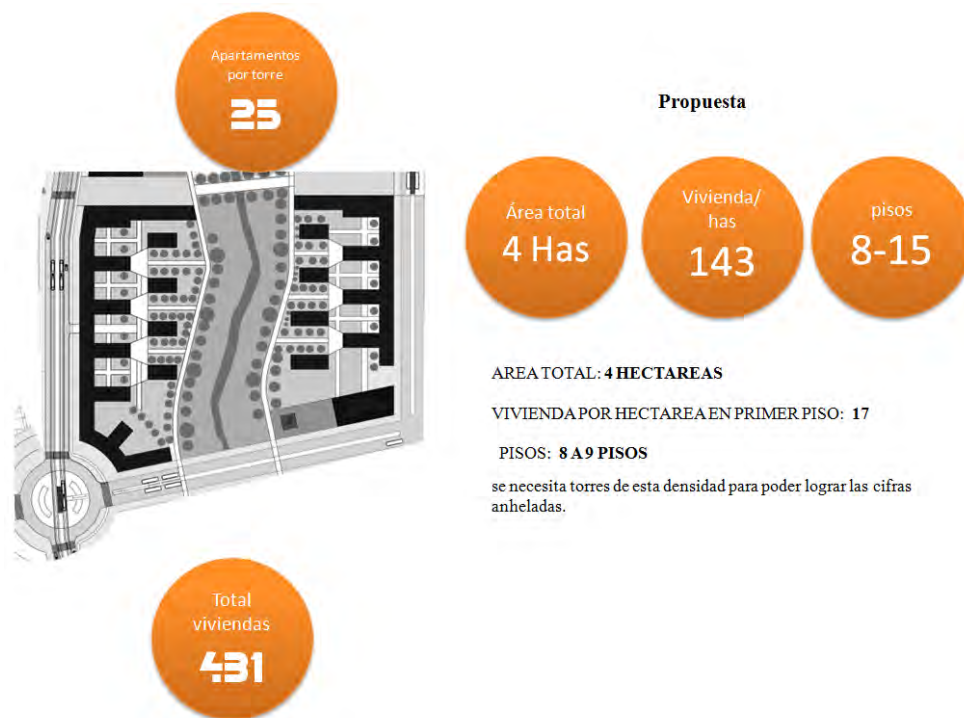 Apartamentos
por torre
25
Propuesta
Área total
4 Has
Vivienda/
has
143
pisos
8-15
AREA TOTAL: 4 HECTAREAS
VIVIENDA POR HECTAREA EN PRIMER PISO: 17
PISOS: 8 A 9 PISOS
se necesita torres de esta densidad para poder lograr las cifras
anheladas.
Total
viviendas
431